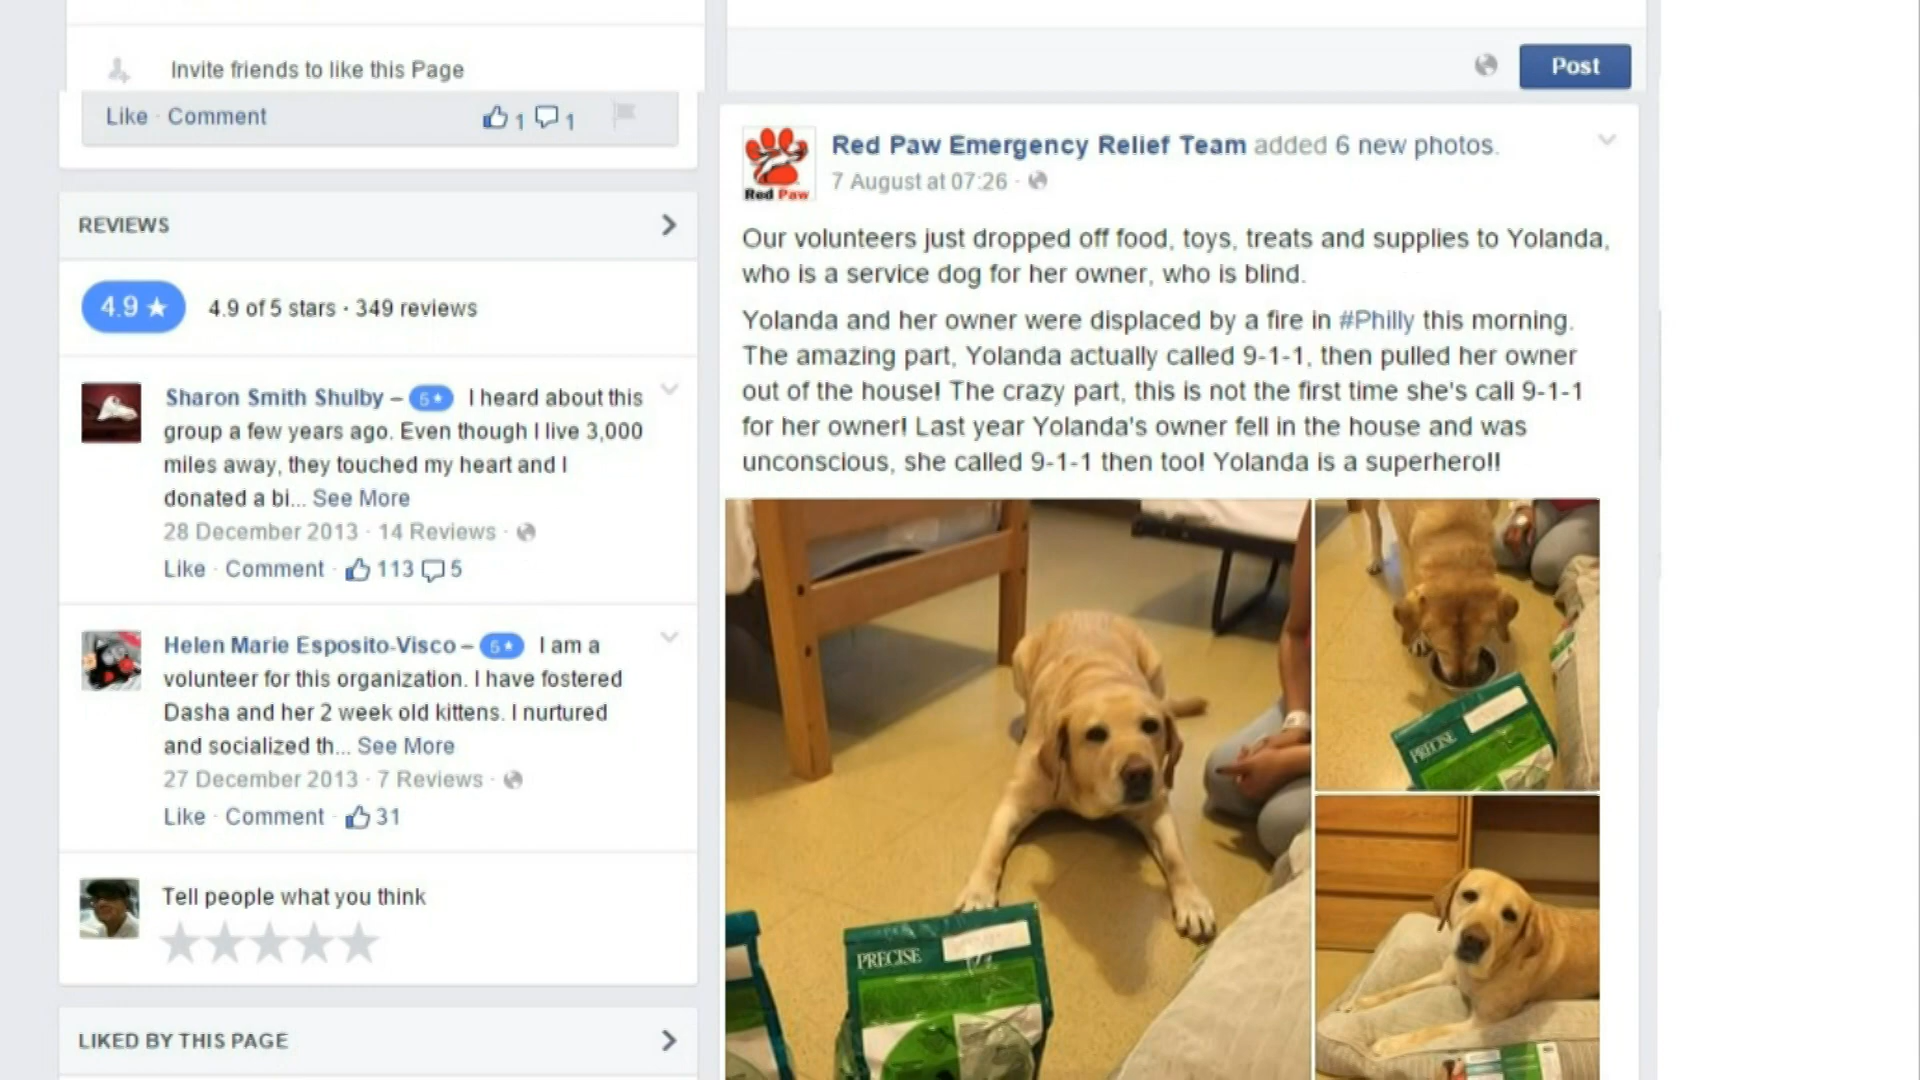 Invite friends to like this Page
Like · Comment 1 1
REVIEWS
4.9 ★ 4.9 of 5 stars · 349 reviews
Sharon Smith Shulby – 5★ I heard about this
group a few years ago. Even though I live 3,000
miles away, they touched my heart and I
donated a bi... See More
28 December 2013 · 14 Reviews ·
Like · Comment · 113 5
Helen Marie Esposito-Visco – 5★ I am a
volunteer for this organization. I have fostered
Dasha and her 2 week old kittens. I nurtured
and socialized th... See More
27 December 2013 · 7 Reviews ·
Like · Comment · 31
Tell people what you think
LIKED BY THIS PAGE
Post
Red Paw Emergency Relief Team added 6 new photos.
7 August at 07:26 ·
Red Paw
Our volunteers just dropped off food, toys, treats and supplies to Yolanda,
who is a service dog for her owner, who is blind.
Yolanda and her owner were displaced by a fire in #Philly this morning.
The amazing part, Yolanda actually called 9-1-1, then pulled her owner
out of the house! The crazy part, this is not the first time she's call 9-1-1
for her owner! Last year Yolanda's owner fell in the house and was
unconscious, she called 9-1-1 then too! Yolanda is a superhero!!
PRECISE
PRECISE